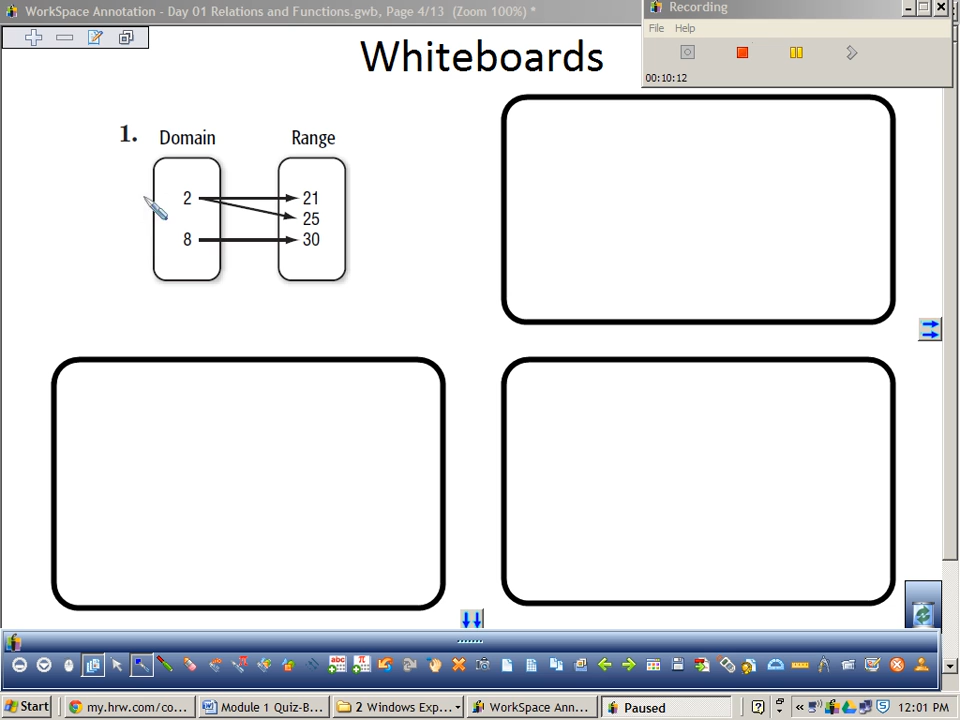 WorkSpace Annotation - Day 01 Relations and Functions.gwb, Page 4/13 (Zoom 100%) *
Recording
File Help
00:10:12
Whiteboards
1. Domain Range
2 21
25
8 30
abc
Start
my.hrw.com/co...
Module 1 Quiz-B...
2 Windows Exp...
WorkSpace Ann...
Paused
12:01 PM